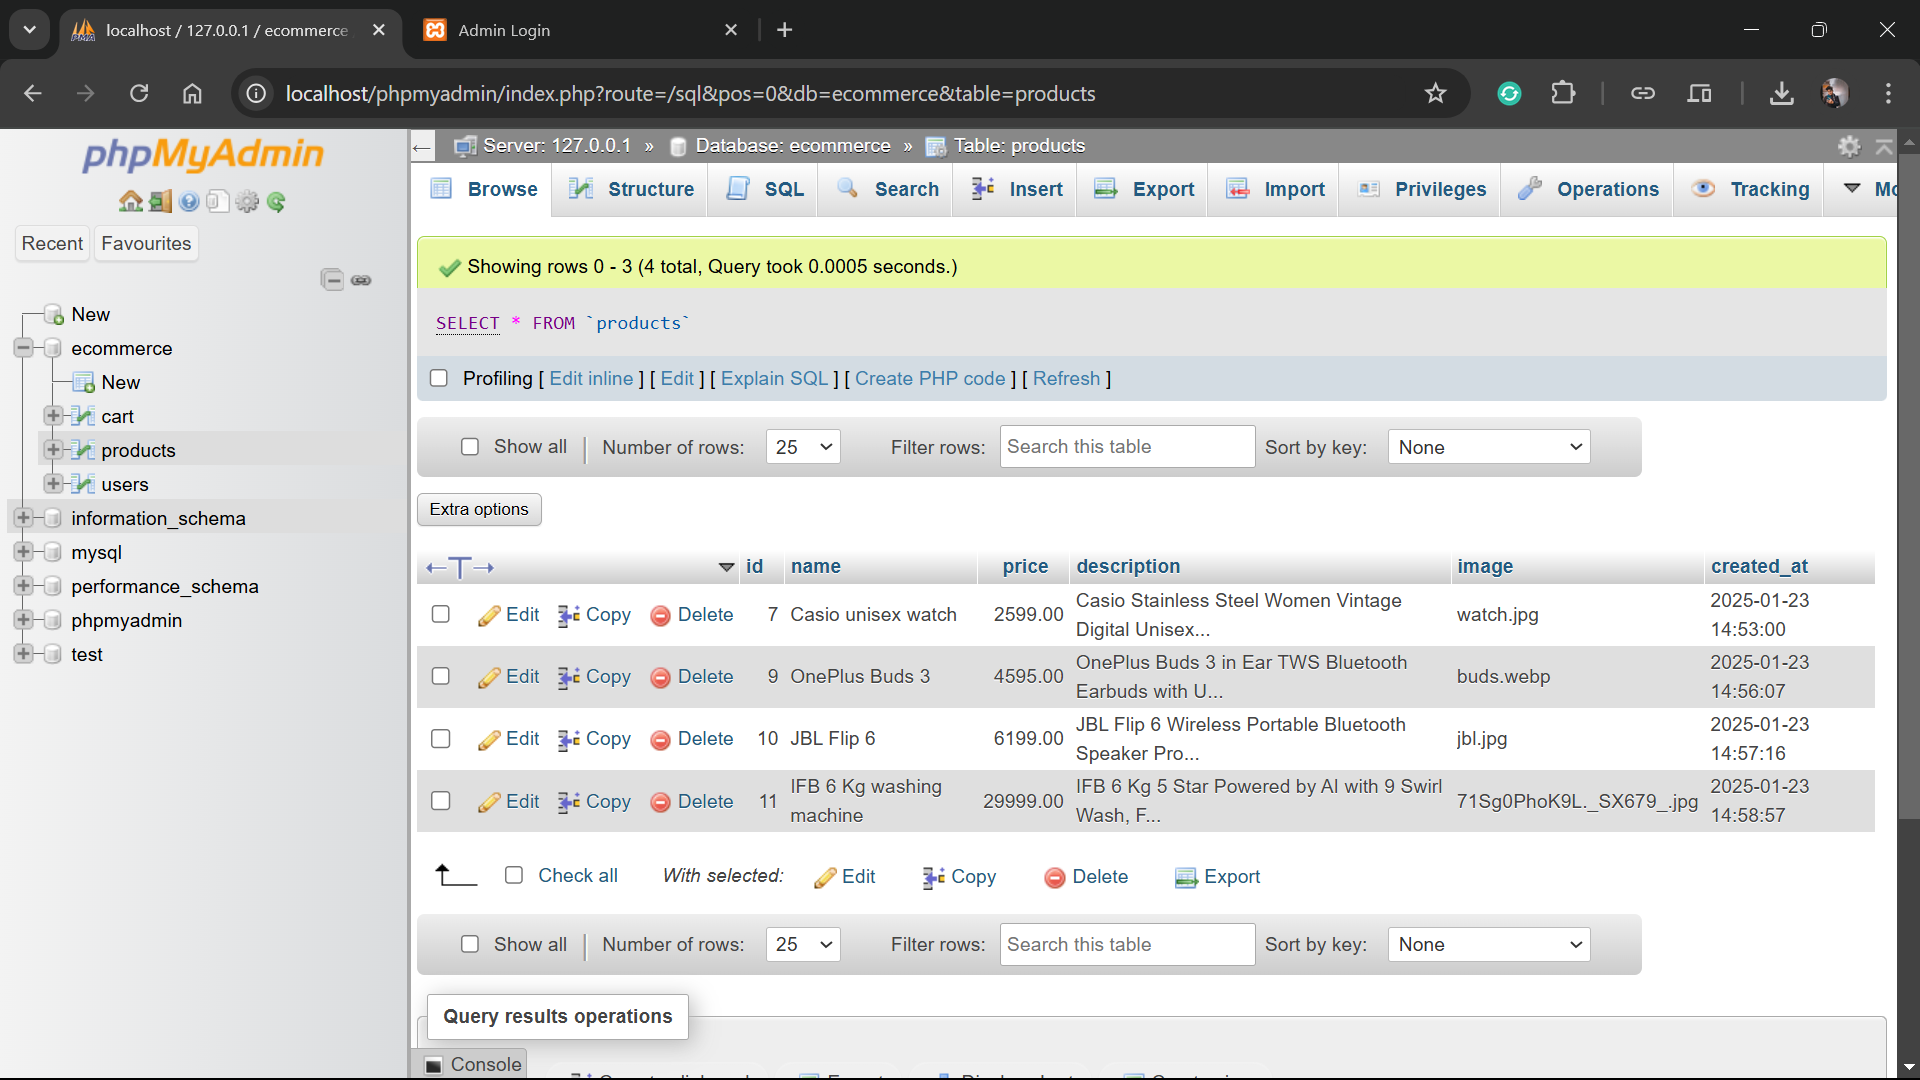 localhost / 127.0.0.1 / ecommerce
Admin Login
localhost/phpmyadmin/index.php?route=/sql&pos=0&db=ecommerce&table=products
phpMyAdmin
Recent
Favourites
New
ecommerce
New
cart
products
users
information_schema
mysql
performance_schema
phpmyadmin
test
Server: 127.0.0.1 » Database: ecommerce » Table: products
Browse Structure SQL Search Insert Export Import Privileges Operations Tracking
Showing rows 0 - 3 (4 total, Query took 0.0005 seconds.)
SELECT * FROM `products`
Profiling [ Edit inline ] [ Edit ] [ Explain SQL ] [ Create PHP code ] [ Refresh ]
Show all Number of rows: 25 Filter rows: Search this table Sort by key: None
Extra options
←T→ id name price description image created_at
Edit Copy Delete 7 Casio unisex watch 2599.00 Casio Stainless Steel Women Vintage Digital Unisex... watch.jpg 2025-01-23 14:53:00
Edit Copy Delete 9 OnePlus Buds 3 4595.00 OnePlus Buds 3 in Ear TWS Bluetooth Earbuds with U... buds.webp 2025-01-23 14:56:07
Edit Copy Delete 10 JBL Flip 6 6199.00 JBL Flip 6 Wireless Portable Bluetooth Speaker Pro... jbl.jpg 2025-01-23 14:57:16
Edit Copy Delete 11 IFB 6 Kg washing machine 29999.00 IFB 6 Kg 5 Star Powered by AI with 9 Swirl Wash, F... 71Sg0PhoK9L._SX679_.jpg 2025-01-23 14:58:57
Check all With selected: Edit Copy Delete Export
Show all Number of rows: 25 Filter rows: Search this table Sort by key: None
Query results operations
Console